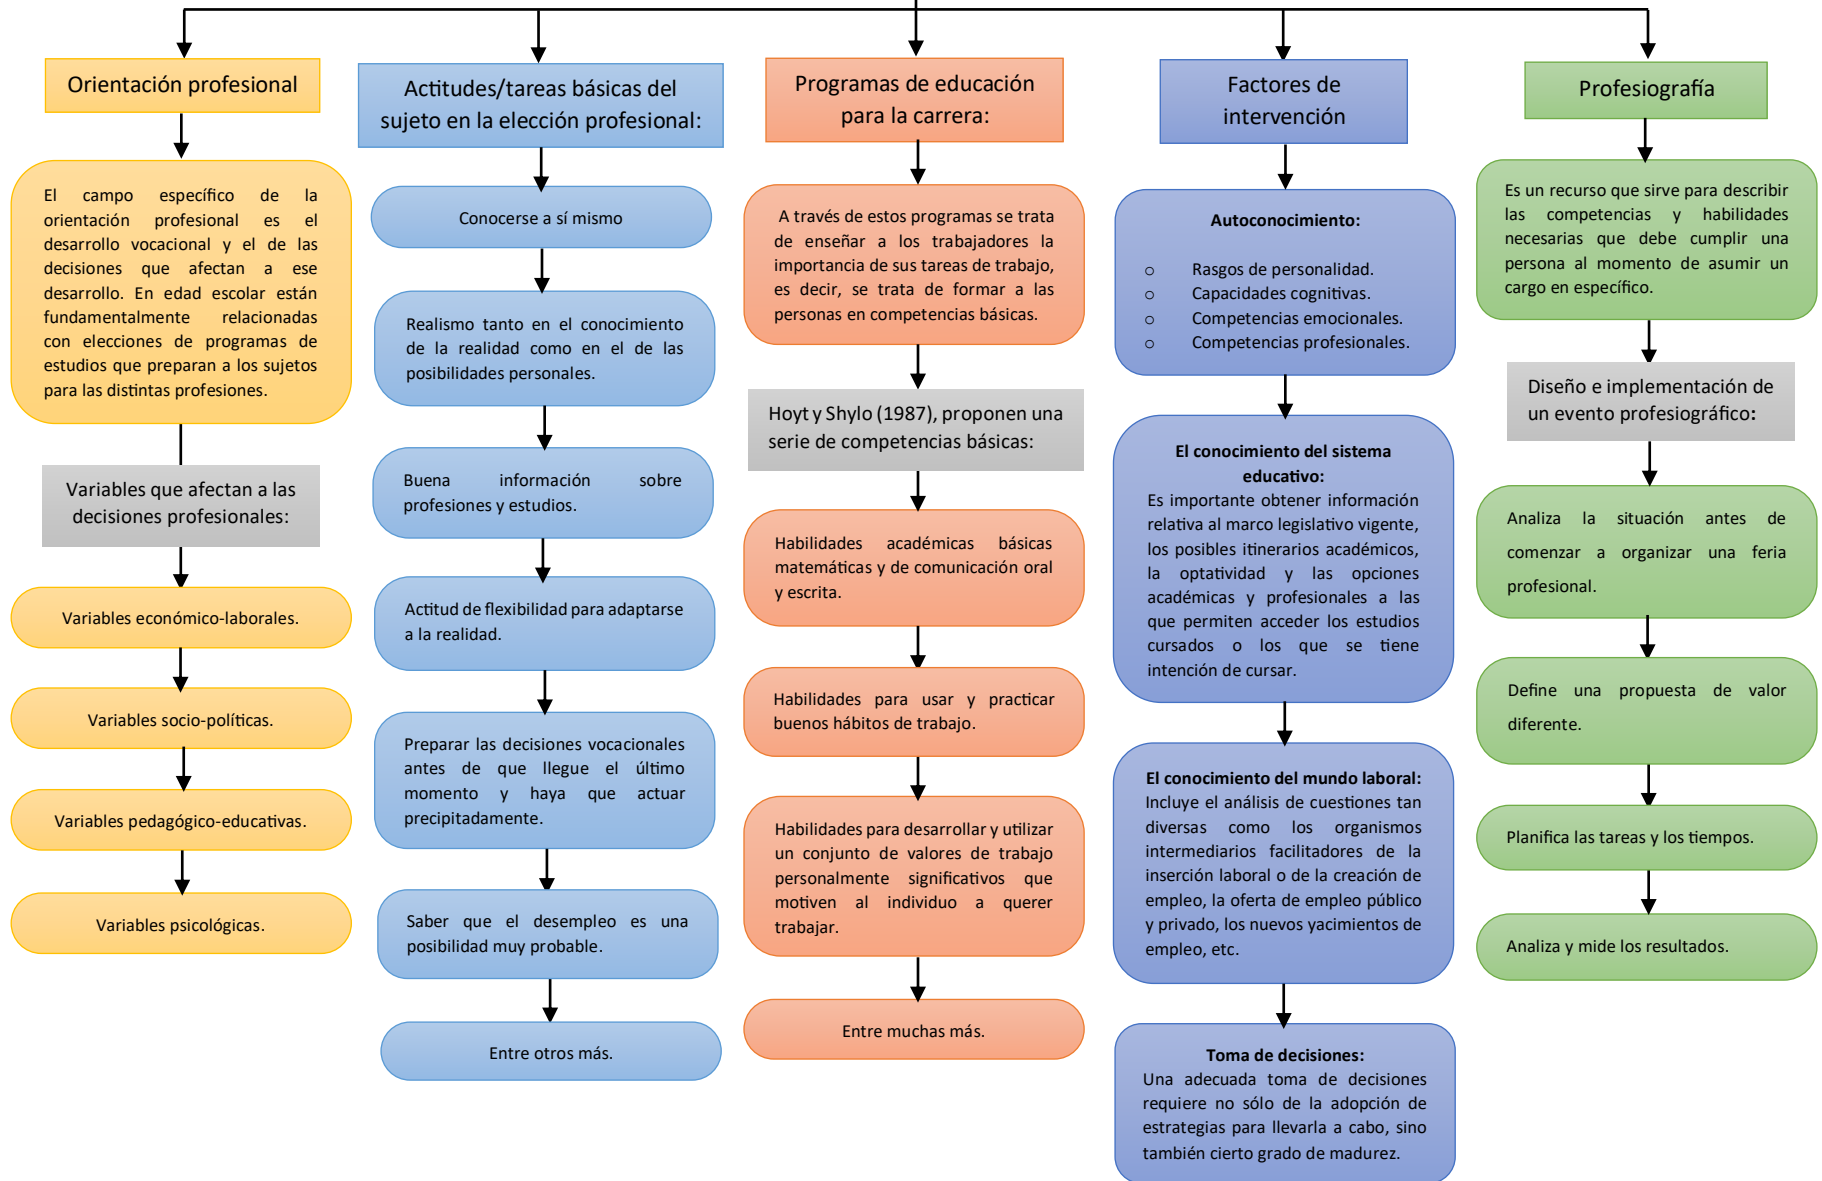 Orientación profesional
El campo específico de la
orientación profesional es el
desarrollo vocacional y el de las
decisiones que afectan a ese
desarrollo. En edad escolar están
fundamentalmente relacionadas
con elecciones de programas de
estudios que preparan a los sujetos
para las distintas profesiones.
Variables que afectan a las
decisiones profesionales:
Variables económico-laborales.
Variables socio-políticas.
Variables pedagógico-educativas.
Variables psicológicas.
Actitudes/tareas básicas del
sujeto en la elección profesional:
Conocerse a sí mismo
Realismo tanto en el conocimiento
de la realidad como en el de las
posibilidades personales.
Buena información sobre
profesiones y estudios.
Actitud de flexibilidad para adaptarse
a la realidad.
Preparar las decisiones vocacionales
antes de que llegue el último
momento y haya que actuar
precipitadamente.
Saber que el desempleo es una
posibilidad muy probable.
Entre otros más.
Programas de educación
para la carrera:
A través de estos programas se trata
de enseñar a los trabajadores la
importancia de sus tareas de trabajo,
es decir, se trata de formar a las
personas en competencias básicas.
Hoyt y Shylo (1987), proponen una
serie de competencias básicas:
Habilidades académicas básicas
matemáticas y de comunicación oral
y escrita.
Habilidades para usar y practicar
buenos hábitos de trabajo.
Habilidades para desarrollar y utilizar
un conjunto de valores de trabajo
personalmente significativos que
motiven al individuo a querer
trabajar.
Entre muchas más.
Factores de
intervención
Autoconocimiento:
o Rasgos de personalidad.
o Capacidades cognitivas.
o Competencias emocionales.
o Competencias profesionales.
El conocimiento del sistema
educativo:
Es importante obtener información
relativa al marco legislativo vigente,
los posibles itinerarios académicos,
la optatividad y las opciones
académicas y profesionales a las
que permiten acceder los estudios
cursados o los que se tiene
intención de cursar.
El conocimiento del mundo laboral:
Incluye el análisis de cuestiones tan
diversas como los organismos
intermediarios facilitadores de la
inserción laboral o de la creación de
empleo, la oferta de empleo público
y privado, los nuevos yacimientos de
empleo, etc.
Toma de decisiones:
Una adecuada toma de decisiones
requiere no sólo de la adopción de
estrategias para llevarla a cabo, sino
también cierto grado de madurez.
Profesiografía
Es un recurso que sirve para describir
las competencias y habilidades
necesarias que debe cumplir una
persona al momento de asumir un
cargo en específico.
Diseño e implementación de
un evento profesiográfico:
Analiza la situación antes de
comenzar a organizar una feria
profesional.
Define una propuesta de valor
diferente.
Planifica las tareas y los tiempos.
Analiza y mide los resultados.